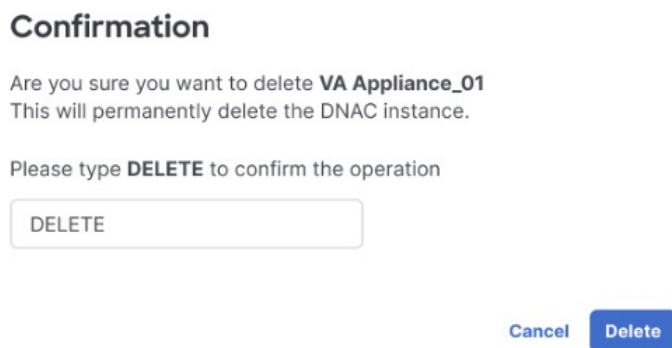 Confirmation
Are you sure you want to delete VA Appliance_01
This will permanently delete the DNAC instance.
Please type DELETE to confirm the operation
DELETE
Cancel Delete